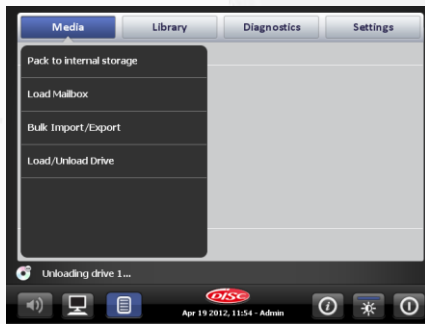 Media Library Diagnostics Settings
Pack to internal storage
Load Mailbox
Bulk Import/Export
Load/Unload Drive
Unloading drive 1...
DISC
Apr 19 2012, 11:54 - Admin